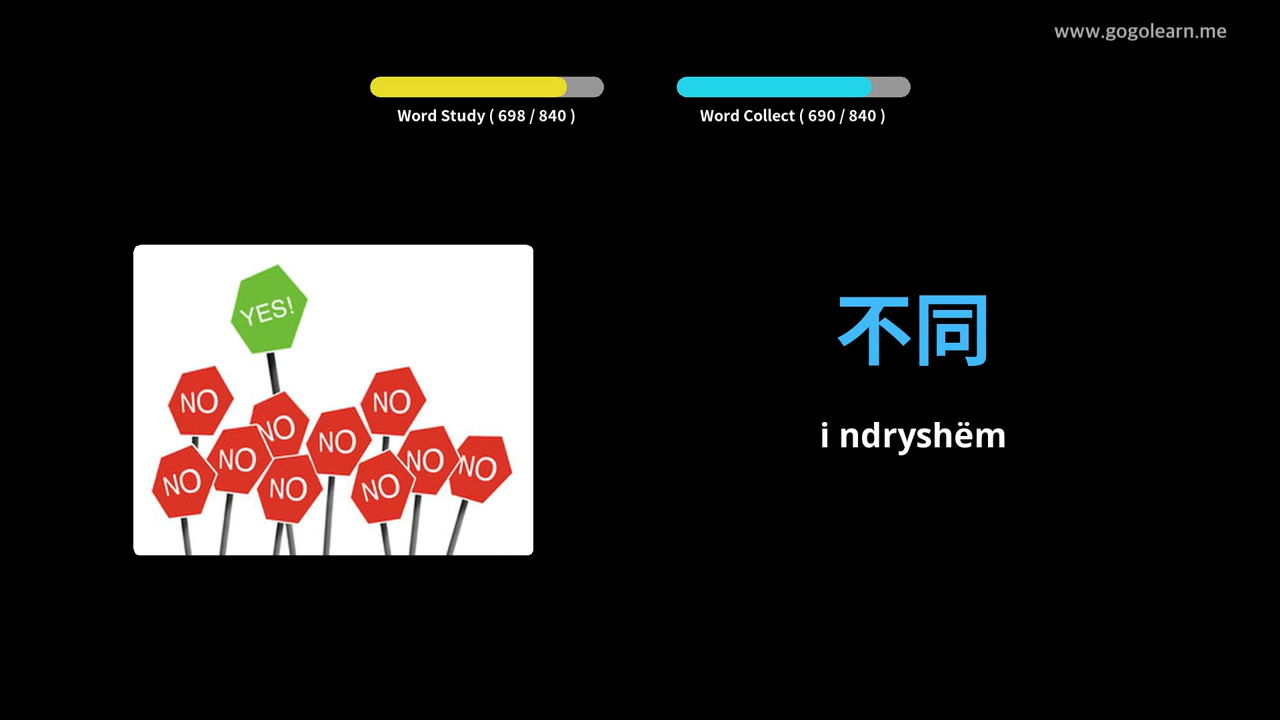 www.gogolearn.me
Word Study ( 698 / 840 )
Word Collect ( 690 / 840 )
YES!
NO
NO
NO
NO
NO
NO
NO
NO
NO
NO
不同
i ndryshëm